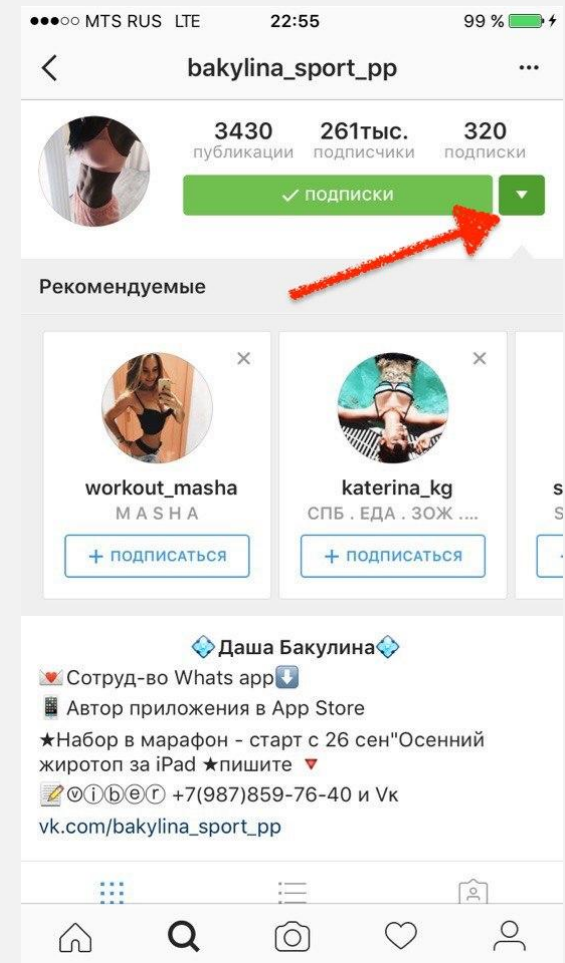 MTS RUS LTE 22:55 99 %
bakylina_sport_pp
3430 261тыс. 320
публикации подписчики подписки
✓ подписки
Рекомендуемые
workout_masha katerina_kg s
M A S H A СПБ . ЕДА . ЗОЖ .... S
+ подписаться + подписаться
💠Даша Бакулина💠
💌Сотруд-во Whats app⬇️
📱 Автор приложения в App Store
★Набор в марафон - старт с 26 сен"Осенний
жиротоп за iPad ★пишите 🔻
📝ⓥⓘⓑⓔⓡ +7(987)859-76-40 и Vк
vk.com/bakylina_sport_pp